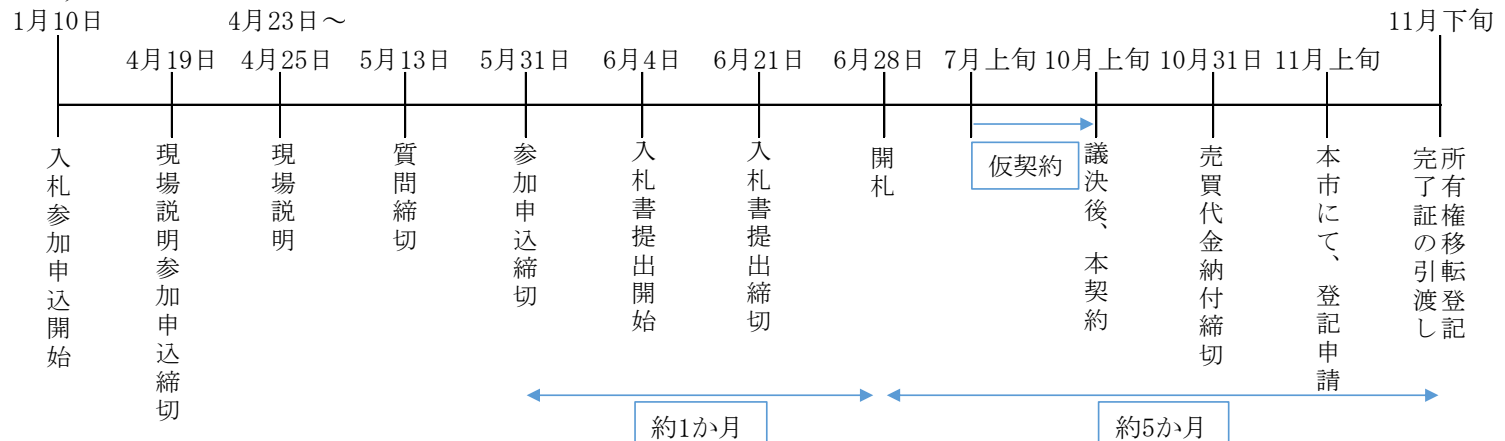 1月10日
4月23日～
11月下旬
4月19日
4月25日
5月13日
5月31日
6月4日
6月21日
6月28日
7月上旬
10月上旬
10月31日
11月上旬
入札参加申込開始
現場説明参加申込締切
現場説明
質問締切
参加申込締切
入札書提出開始
入札書提出締切
開札
仮契約
議決後、本契約
売買代金納付締切
本市にて、登記申請
所有権移転登記
完了証の引渡し
約1か月
約5か月